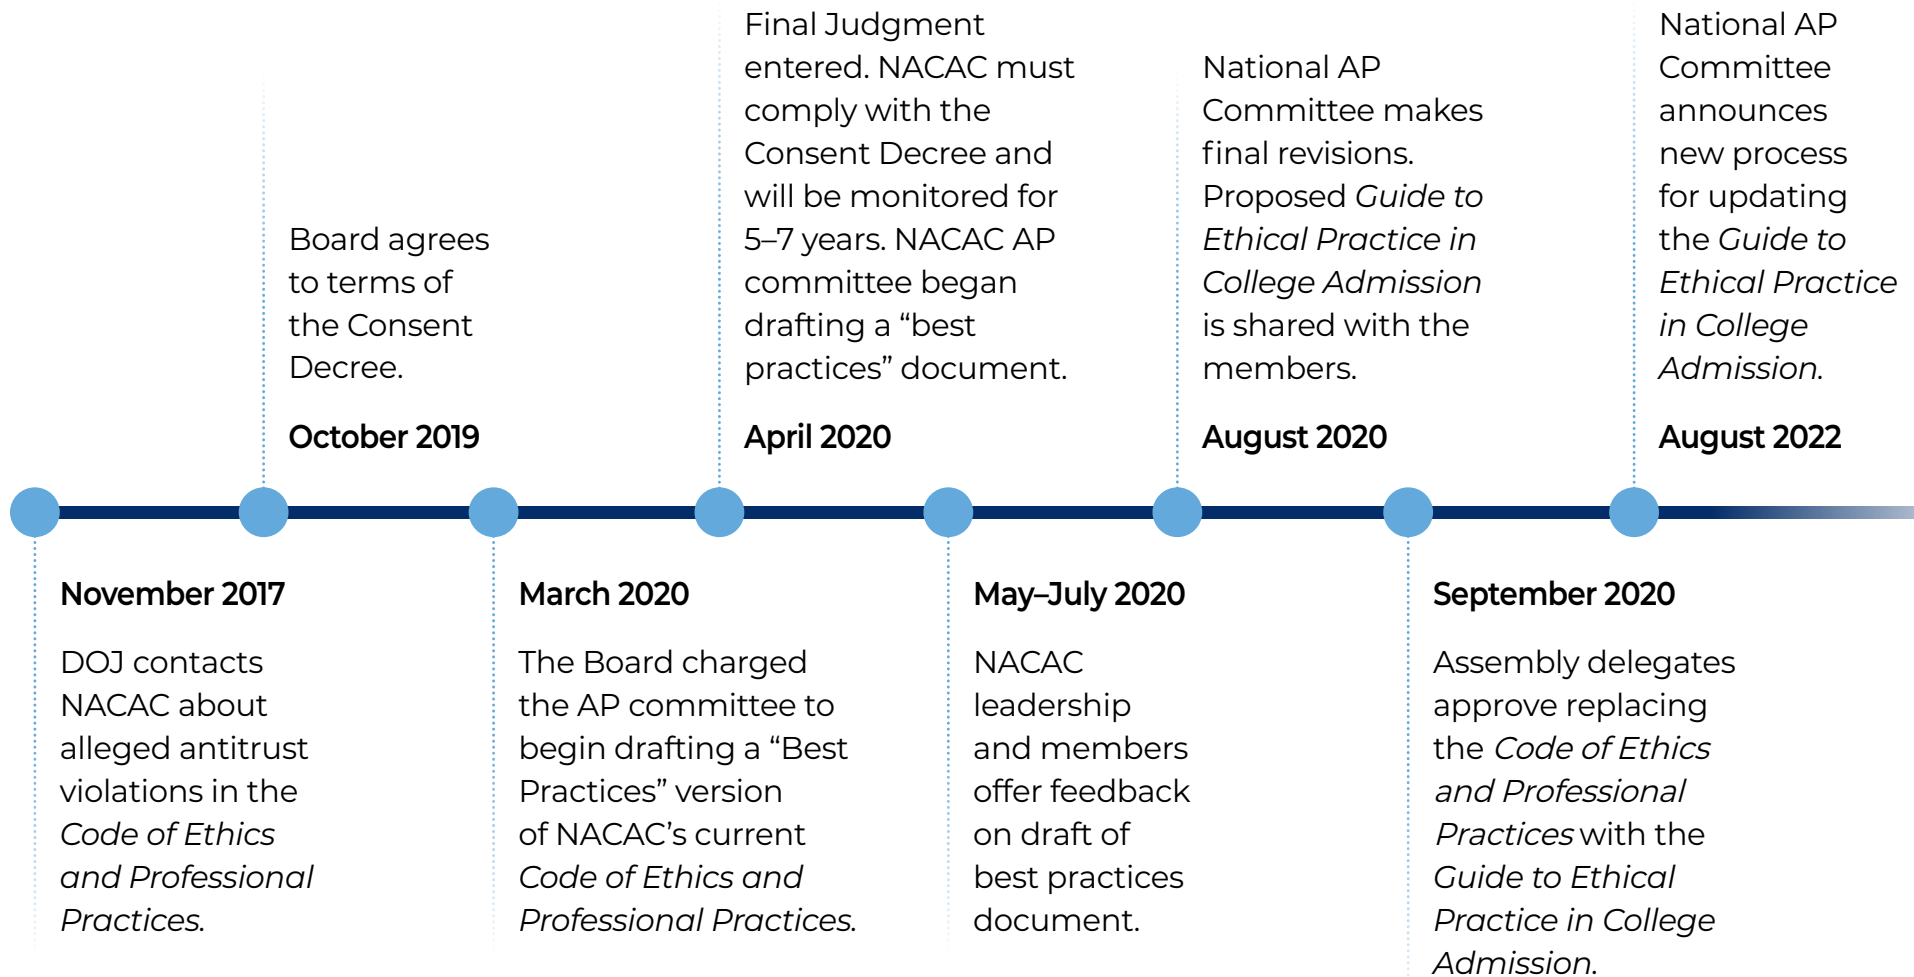 November 2017
DOJ contacts
NACAC about
alleged antitrust
violations in the
Code of Ethics
and Professional
Practices.
Board agrees
to terms of
the Consent
Decree.
October 2019
March 2020
The Board charged
the AP committee to
begin drafting a “Best
Practices” version
of NACAC’s current
Code of Ethics and
Professional Practices.
Final Judgment
entered. NACAC must
comply with the
Consent Decree and
will be monitored for
5–7 years. NACAC AP
committee began
drafting a “best
practices” document.
April 2020
May–July 2020
NACAC
leadership
and members
offer feedback
on draft of
best practices
document.
National AP
Committee makes
final revisions.
Proposed Guide to
Ethical Practice in
College Admission
is shared with the
members.
August 2020
September 2020
Assembly delegates
approve replacing
the Code of Ethics
and Professional
Practices with the
Guide to Ethical
Practice in College
Admission.
National AP
Committee
announces
new process
for updating
the Guide to
Ethical Practice
in College
Admission.
August 2022